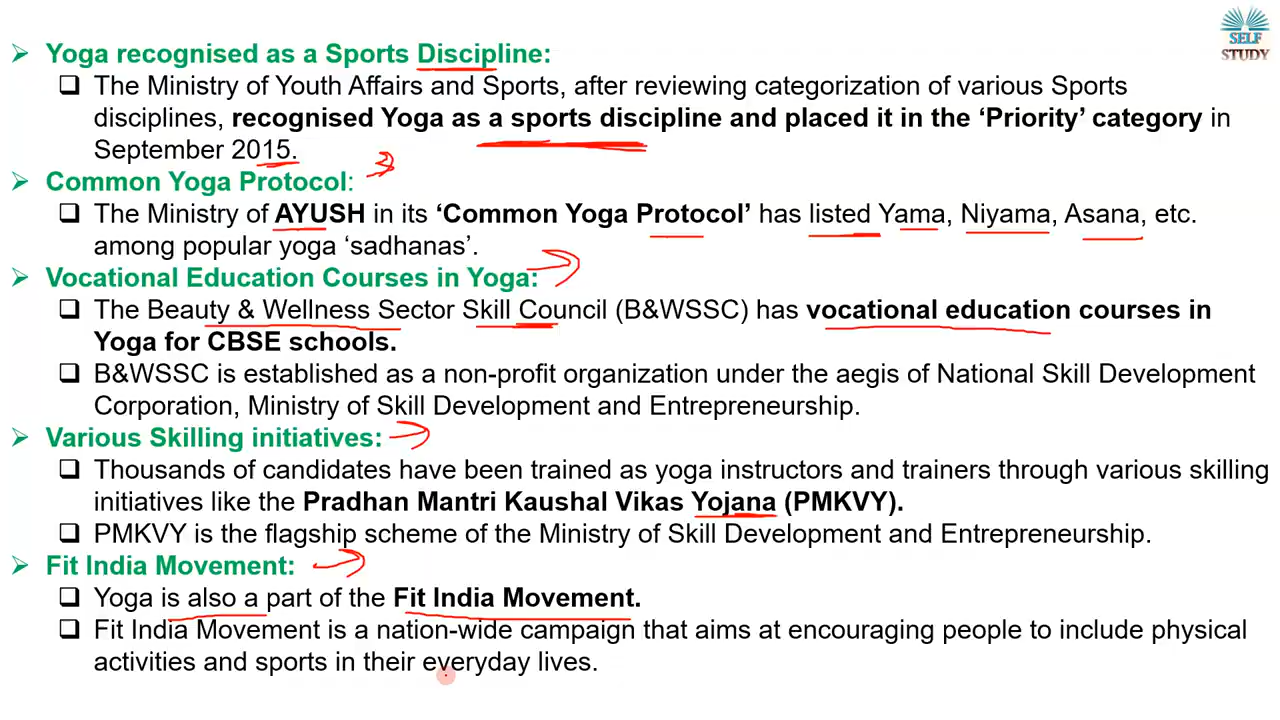 SELF
STUDY
➢ Yoga recognised as a Sports Discipline:
❑ The Ministry of Youth Affairs and Sports, after reviewing categorization of various Sports
disciplines, recognised Yoga as a sports discipline and placed it in the ‘Priority’ category in
September 2015.
➢ Common Yoga Protocol:
❑ The Ministry of AYUSH in its ‘Common Yoga Protocol’ has listed Yama, Niyama, Asana, etc.
among popular yoga ‘sadhanas’.
➢ Vocational Education Courses in Yoga:
❑ The Beauty & Wellness Sector Skill Council (B&WSSC) has vocational education courses in
Yoga for CBSE schools.
❑ B&WSSC is established as a non-profit organization under the aegis of National Skill Development
Corporation, Ministry of Skill Development and Entrepreneurship.
➢ Various Skilling initiatives:
❑ Thousands of candidates have been trained as yoga instructors and trainers through various skilling
initiatives like the Pradhan Mantri Kaushal Vikas Yojana (PMKVY).
❑ PMKVY is the flagship scheme of the Ministry of Skill Development and Entrepreneurship.
➢ Fit India Movement:
❑ Yoga is also a part of the Fit India Movement.
❑ Fit India Movement is a nation-wide campaign that aims at encouraging people to include physical
activities and sports in their everyday lives.